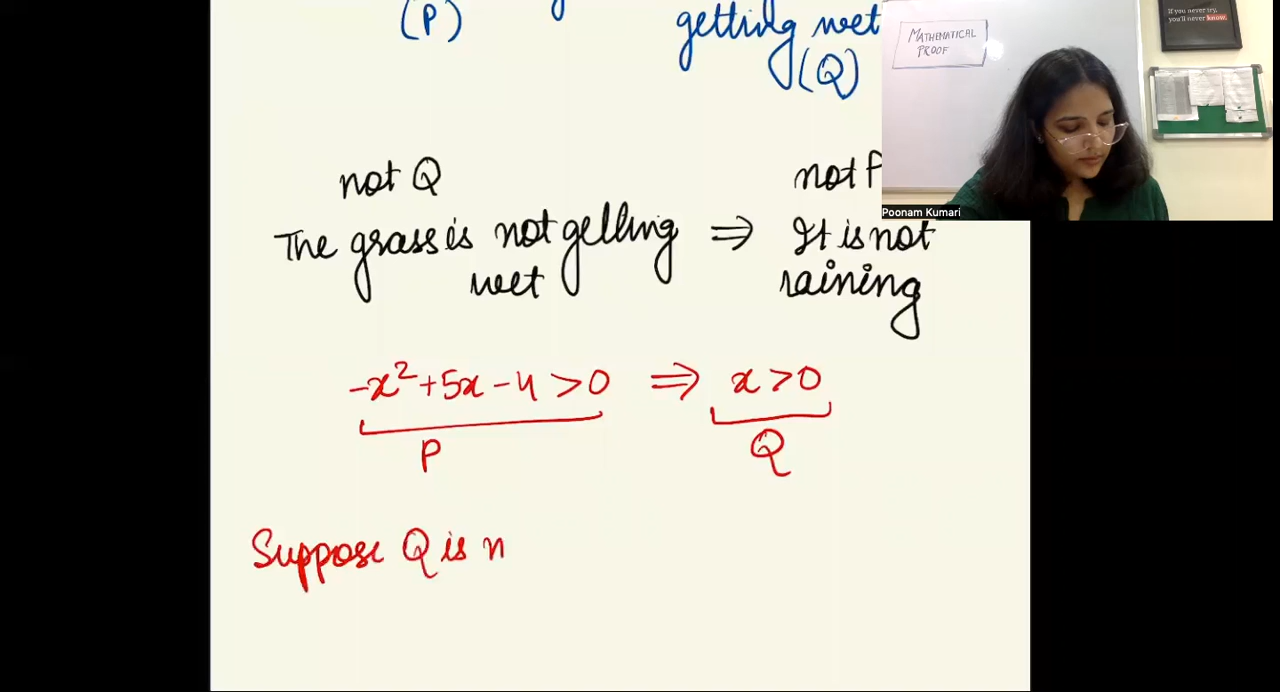 (P)
getting wet
(Q)
not Q
not P
The grass is not getting ⇒ It is not
wet
raining
-x²+5x-4>0 ⇒ x>0
P
Q
Suppose Q is n
MATHEMATICAL
PROOF
If you never try,
you'll never know.
Poonam Kumari